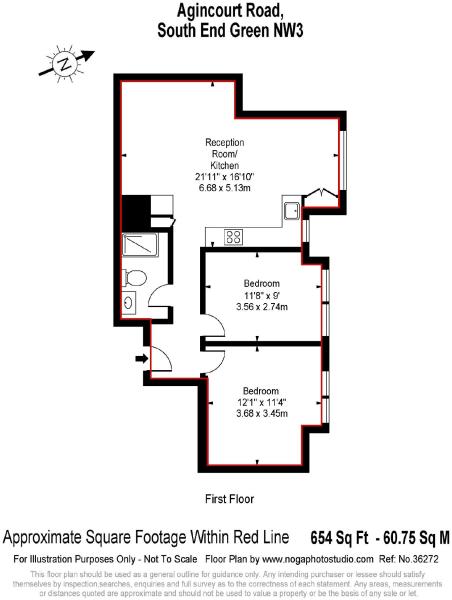 Agincourt Road,
South End Green NW3
N
Reception
Room/
Kitchen
21'11" x 16'10"
6.68 x 5.13m
Bedroom
11'8" x 9'
3.56 x 2.74m
Bedroom
12'1" x 11'4"
3.68 x 3.45m
First Floor
Approximate Square Footage Within Red Line 654 Sq Ft - 60.75 Sq M
For Illustration Purposes Only - Not To Scale Floor Plan by www.nogaphotostudio.com Ref: No.36272
This floor plan should be used as a general outline for guidance only. Any intending purchaser or lessee should satisfy
themselves by inspection,searches, enquiries and full survey as to the correctness of each statement. Any areas, measurements
or distances quoted are approximate and should not be used to value a property or be the basis of any sale or let.